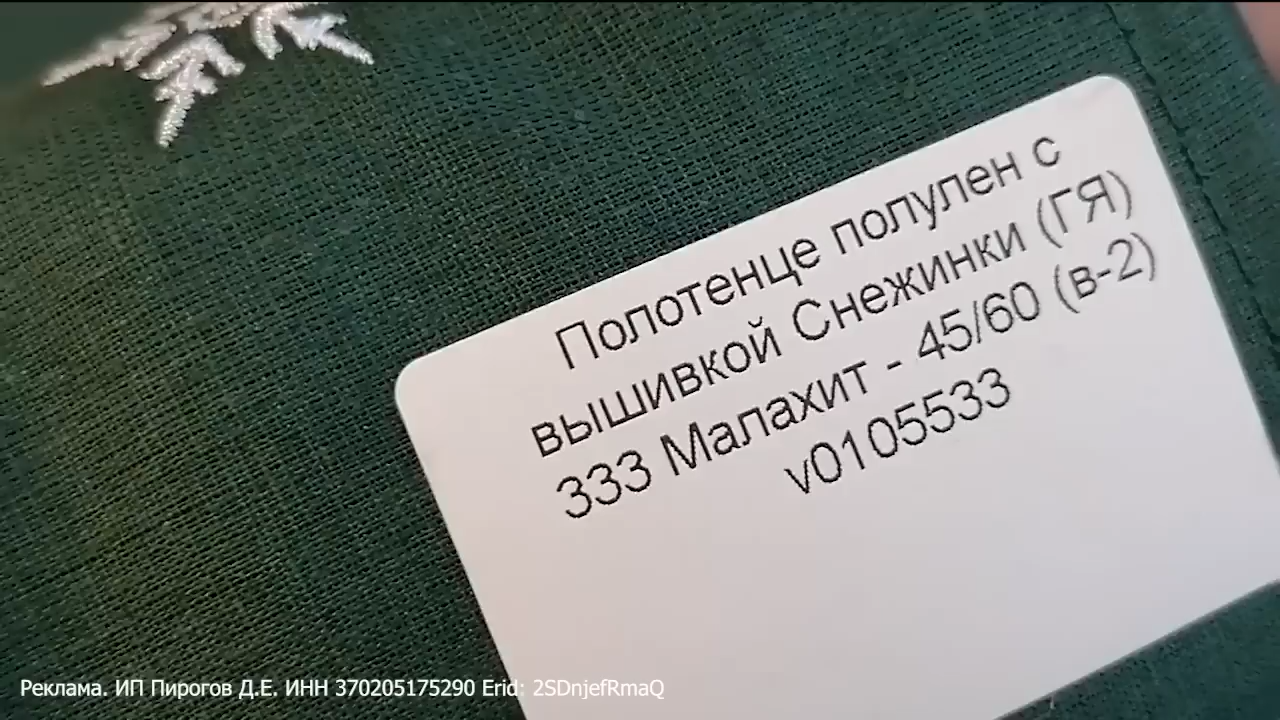 Полотенце полулен с
вышивкой Снежинки (ГЯ)
333 Малахит - 45/60 (в-2)
v0105533
Реклама. ИП Пирогов Д.Е. ИНН 370205175290 Erid: 2SDnjefRmaQ